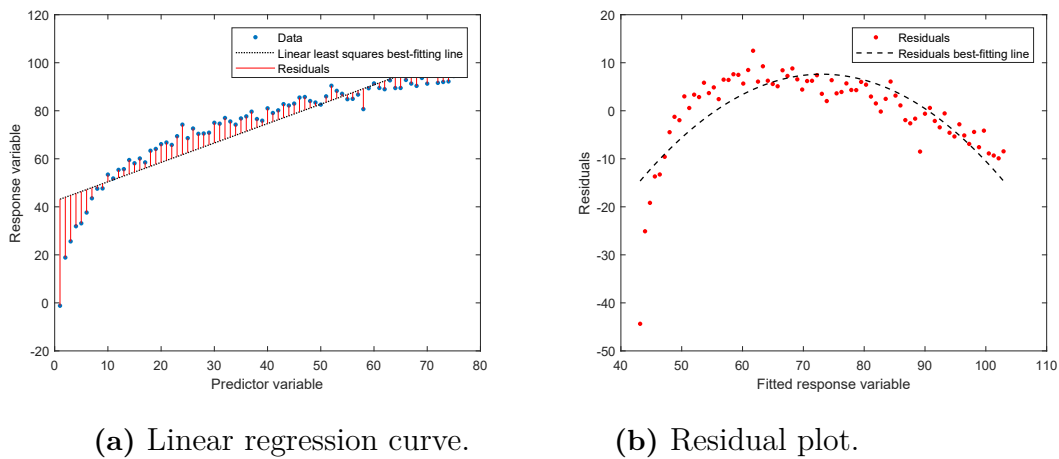 120
100
80
60
40
20
0
-20
Response variable
Data
Linear least squares best-fitting line
Residuals
0 10 20 30 40 50 60 70 80
Predictor variable
(a) Linear regression curve.
20
10
0
-10
-20
-30
-40
-50
Residuals
Residuals
Residuals best-fitting line
40 50 60 70 80 90 100 110
Fitted response variable
(b) Residual plot.